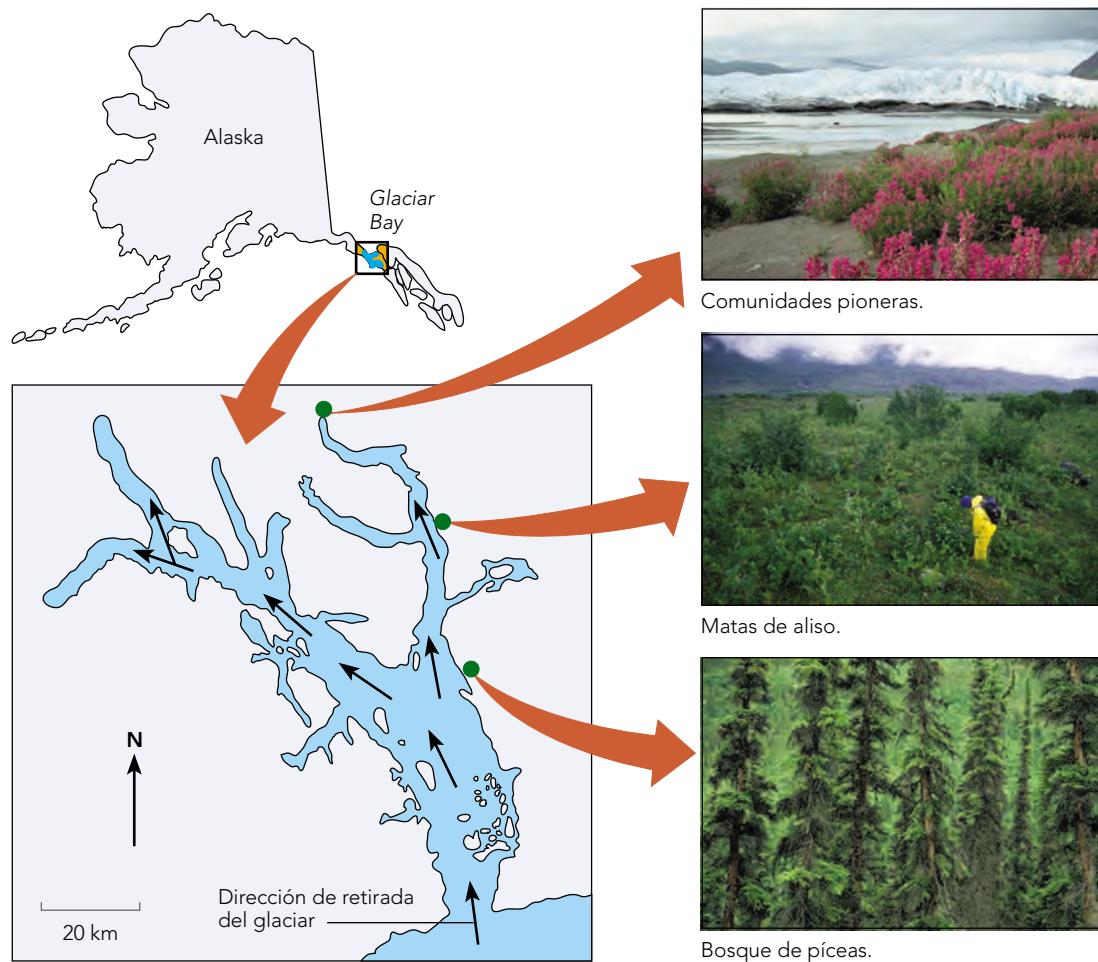 Alaska
Glaciar
Bay
Comunidades pioneras.
Matas de aliso.
N
Dirección de retirada
del glaciar
20 km
Bosque de píceas.